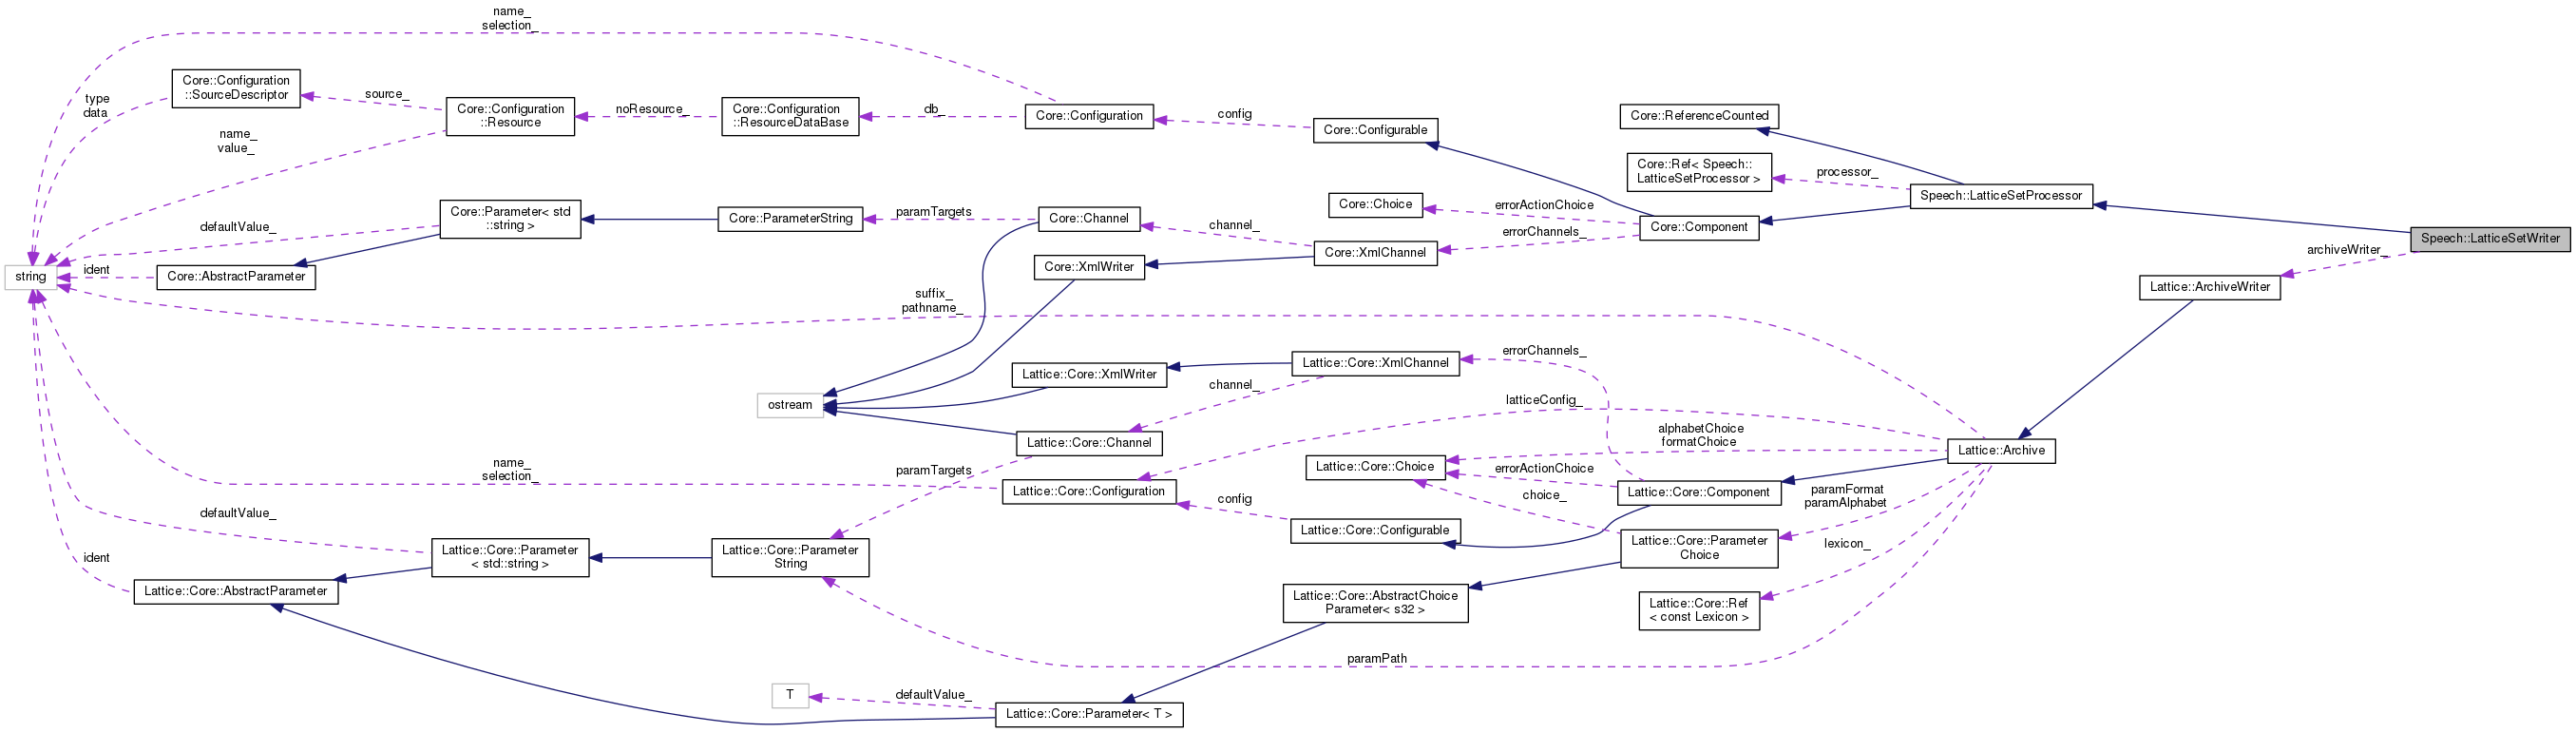 name_
selection_
Core::Configuration
::SourceDescriptor
type
data
source_
Core::Configuration
::Resource
noResource_
Core::Configuration
::ResourceDataBase
db_
Core::Configuration
config
Core::Configurable
Core::ReferenceCounted
name_
value_
Core::Ref< Speech::
LatticeSetProcessor >
processor_
Speech::LatticeSetProcessor
Core::Choice
errorActionChoice
Core::Parameter< std
::string >
defaultValue_
Core::ParameterString
paramTargets
Core::Channel
channel_
errorChannels_
Core::Component
Speech::LatticeSetWriter
archiveWriter_
Core::XmlChannel
Core::XmlWriter
string
ident
Core::AbstractParameter
Lattice::ArchiveWriter
suffix_
pathname_
errorChannels_
Lattice::Core::XmlChannel
Lattice::Core::XmlWriter
channel_
ostream
latticeConfig_
Lattice::Core::Channel
alphabetChoice
formatChoice
Lattice::Archive
name_
selection_
paramTargets
Lattice::Core::Choice
errorActionChoice
Lattice::Core::Configuration
config
choice_
Lattice::Core::Component
paramFormat
paramAlphabet
defaultValue_
Lattice::Core::Configurable
Lattice::Core::Parameter
Choice
lexicon_
ident
Lattice::Core::Parameter
< std::string >
Lattice::Core::Parameter
String
Lattice::Core::AbstractParameter
Lattice::Core::AbstractChoice
Parameter< s32 >
Lattice::Core::Ref
< const Lexicon >
paramPath
T
defaultValue_
Lattice::Core::Parameter< T >